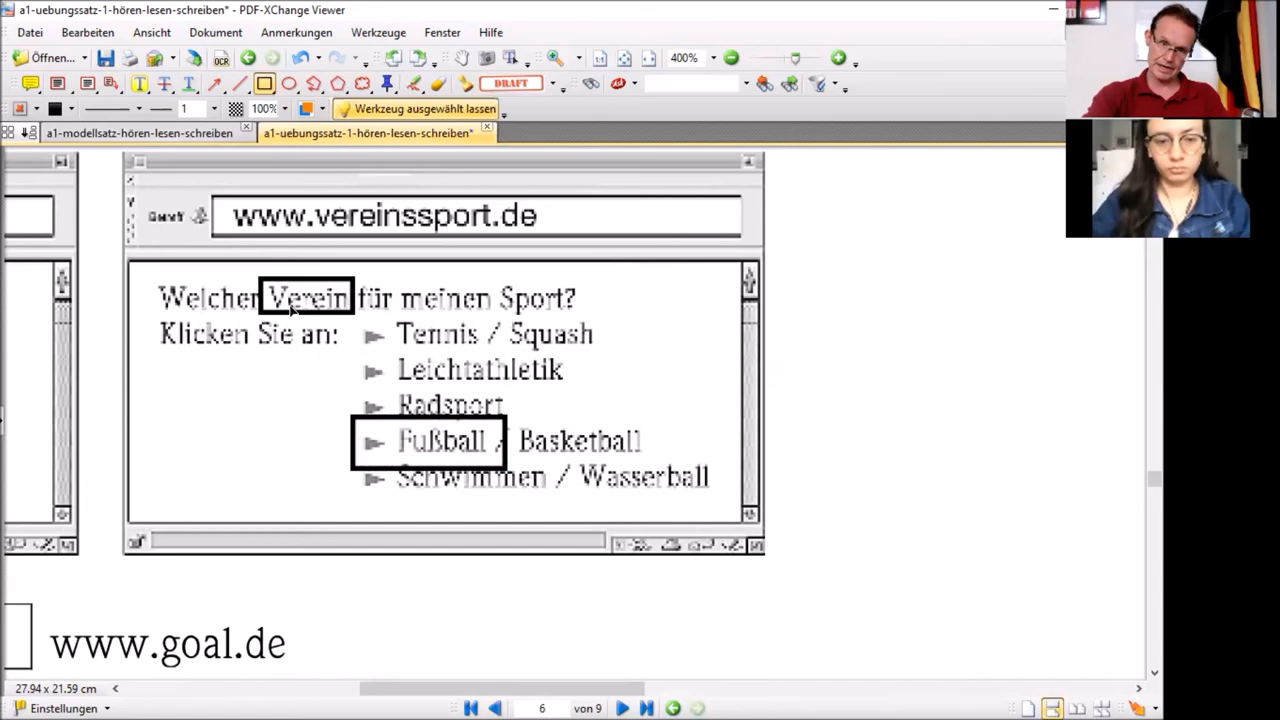 a1-uebungssatz-1-hören-lesen-schreiben* - PDF-XChange Viewer
Datei Bearbeiten Ansicht Dokument Anmerkungen Werkzeuge Fenster Hilfe
Öffnen... OCR 400%
DRAFT
1 100% Werkzeug ausgewählt lassen
a1-modellsatz-hören-lesen-schreiben a1-uebungssatz-1-hören-lesen-schreiben*
www.vereinssport.de
Welcher Verein für meinen Sport?
Klicken Sie an: Tennis / Squash
Leichtathletik
Radsport
Fußball / Basketball
Schwimmen / Wasserball
www.goal.de
27.94 x 21.59 cm
Einstellungen 6 von 9